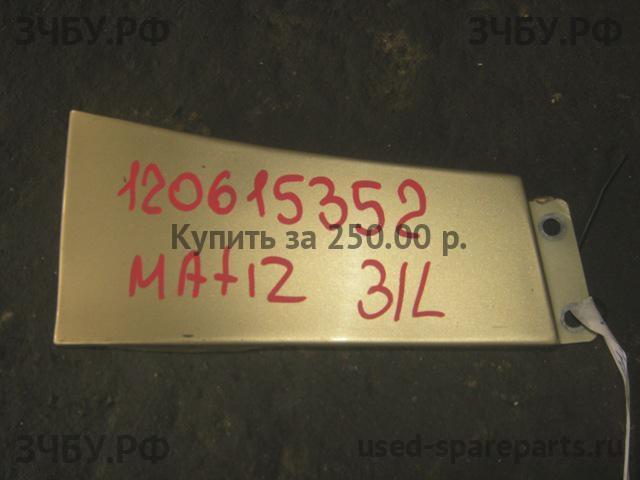 ЗЧБУ.РФ ЗЧБУ.РФ
120615352
Купить за 250.00 р.
MAtiz 3/L
ЗЧБУ.РФ used-spareparts.ru